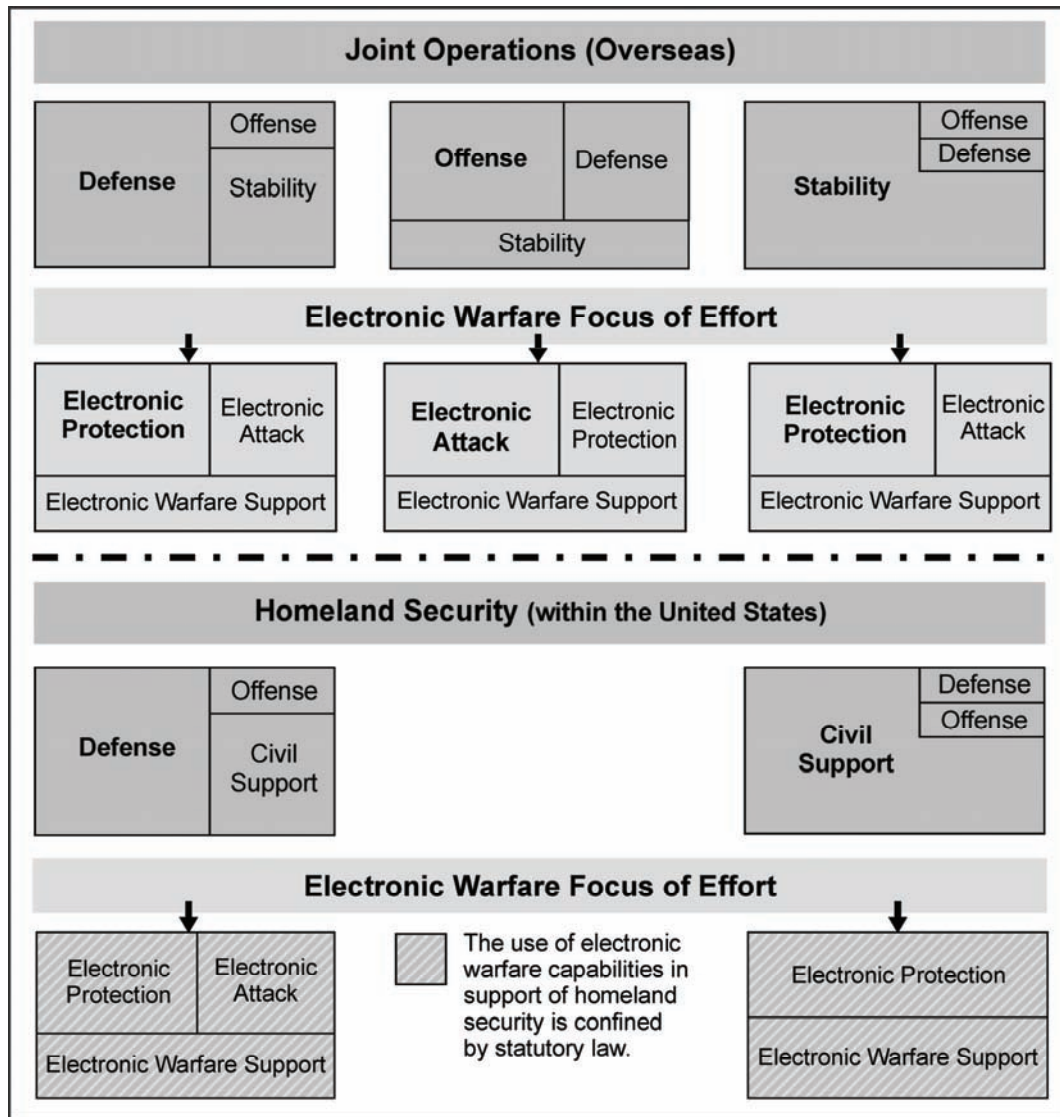 Joint Operations (Overseas)
Defense
Offense
Stability
Offense
Defense
Stability
Stability
Offense
Defense
Electronic Warfare Focus of Effort
Electronic
Protection
Electronic
Attack
Electronic Warfare Support
Electronic
Attack
Electronic
Protection
Electronic Warfare Support
Electronic
Protection
Electronic
Attack
Electronic Warfare Support
Homeland Security (within the United States)
Defense
Offense
Civil
Support
Civil
Support
Defense
Offense
Electronic Warfare Focus of Effort
Electronic
Protection
Electronic
Attack
Electronic Warfare Support
The use of electronic
warfare capabilities in
support of homeland
security is confined
by statutory law.
Electronic Protection
Electronic Warfare Support